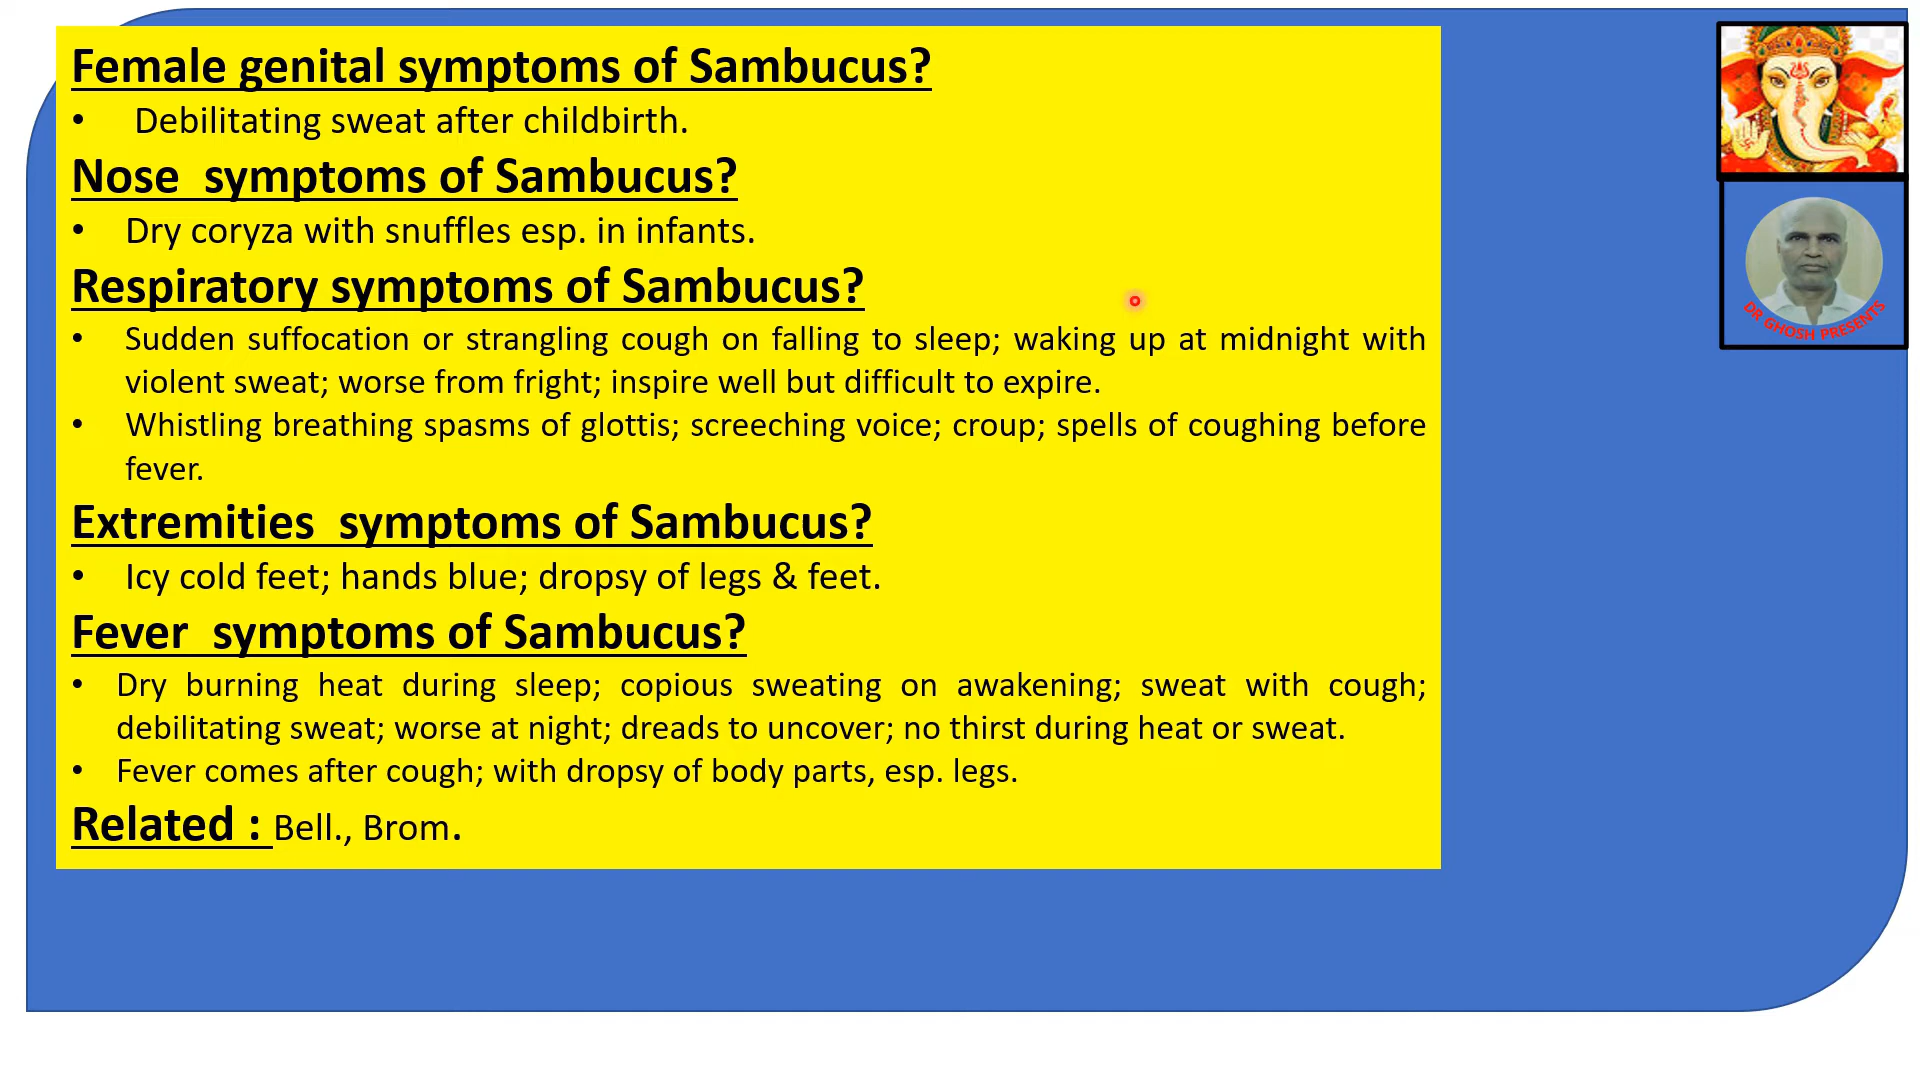 Female genital symptoms of Sambucus?
• Debilitating sweat after childbirth.
Nose symptoms of Sambucus?
• Dry coryza with snuffles esp. in infants.
Respiratory symptoms of Sambucus?
• Sudden suffocation or strangling cough on falling to sleep; waking up at midnight with
violent sweat; worse from fright; inspire well but difficult to expire.
• Whistling breathing spasms of glottis; screeching voice; croup; spells of coughing before
fever.
Extremities symptoms of Sambucus?
• Icy cold feet; hands blue; dropsy of legs & feet.
Fever symptoms of Sambucus?
• Dry burning heat during sleep; copious sweating on awakening; sweat with cough;
debilitating sweat; worse at night; dreads to uncover; no thirst during heat or sweat.
• Fever comes after cough; with dropsy of body parts, esp. legs.
Related : Bell., Brom.
DR GHOSH PRESENTS